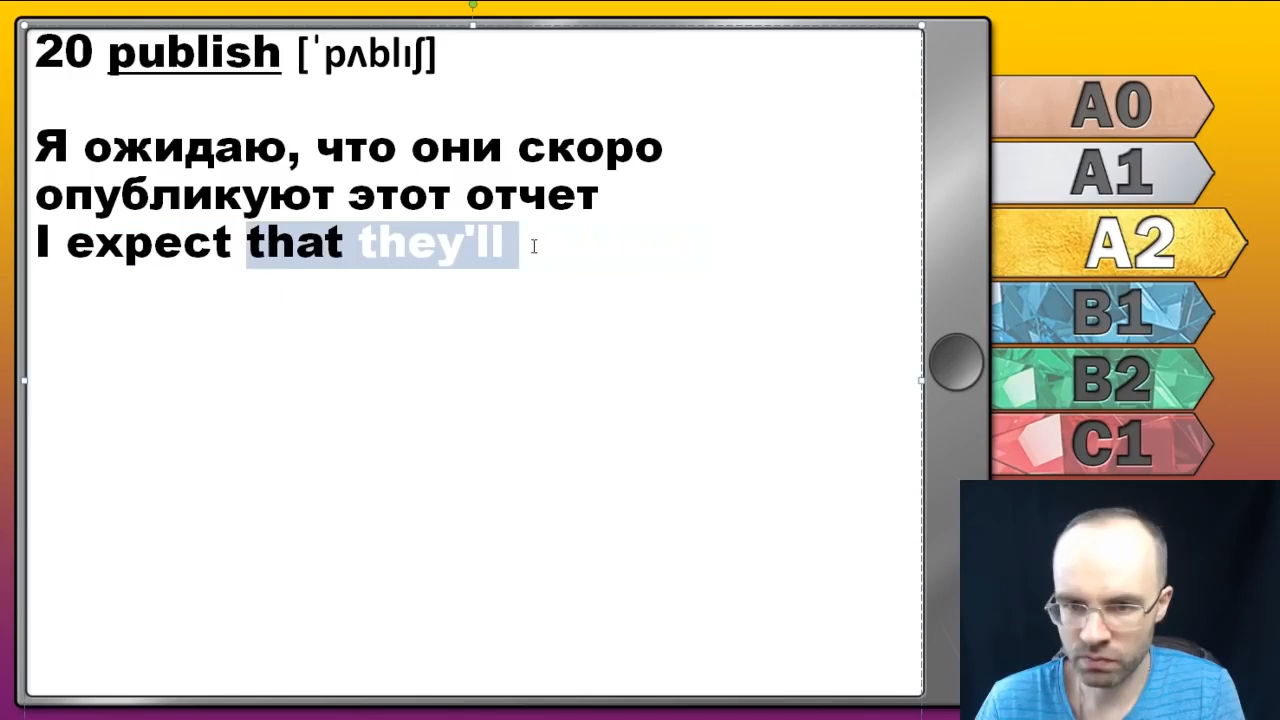 20 publish [ˈpʌblɪʃ]
Я ожидаю, что они скоро
опубликуют этот отчет
I expect that they'll
A0
A1
A2
B1
B2
C1